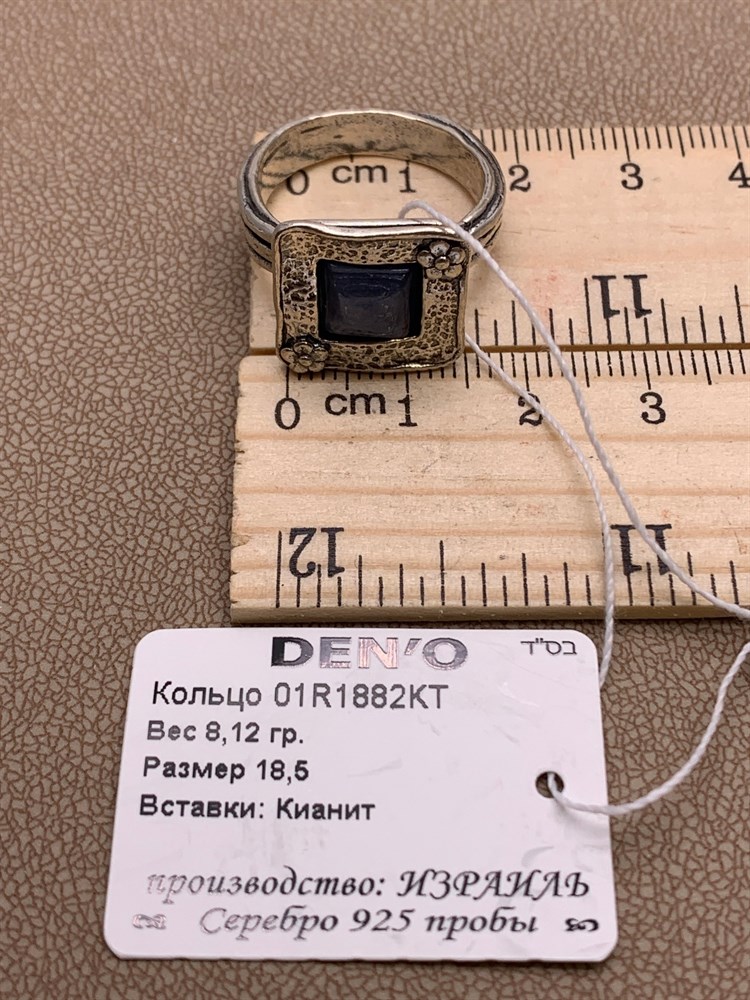 0 cm 1 2 3 4
11
0 cm 1 2 3
12 11
DEN'O בס"ד
Кольцо 01R1882KT
Вес 8,12 гр.
Размер 18,5
Вставки: Кианит
производство: ИЗРАИЛЬ
Серебро 925 пробы